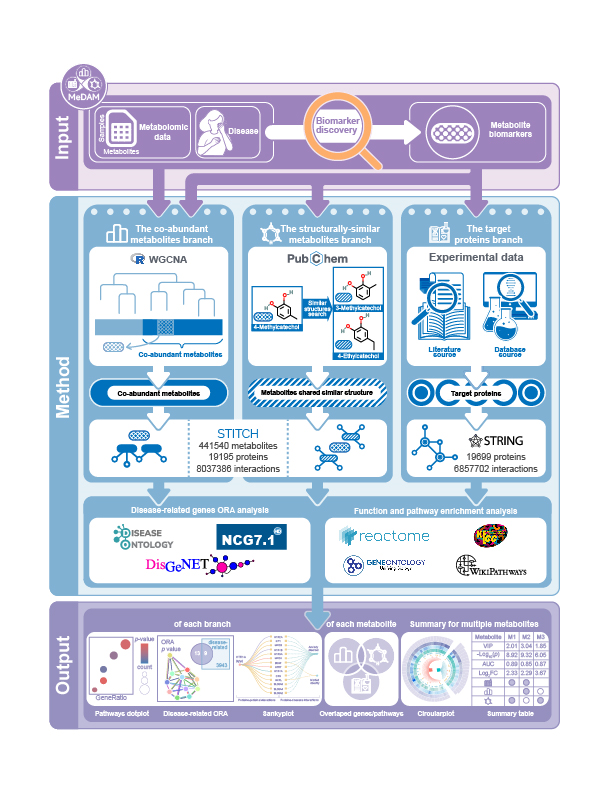 MeDAM
Input
Samples
Metabolites
Metabolomic
data
Disease
Biomarker
discovery
Metabolite
biomarkers
Method
The co-abundant
metabolites branch
The structurally-similar
metabolites branch
The target
proteins branch
R WGCNA
Co-abundant metabolites
PubChem
4-Methylcatechol
Similar
structures
search
3-Methylcatechol
4-Ethylcatechol
Experimental data
Literature
source
Database
source
Co-abundant metabolites
Metabolites shared similar structure
Target proteins
STITCH
441540 metabolites
19195 proteins
8037386 interactions
STRING
19699 proteins
6857702 interactions
Disease-related genes ORA analysis
DISEASE
ONTOLOGY
NCG7.1
DisGeNET
Function and pathway enrichment analysis
reactome
KEGG
GENEONTOLOGY
WIKIPATHWAYS
Output
of each branch
of each metabolite
Summary for multiple metabolites
p-value
count
GeneRatio
Pathways dotplot
ORA
p value
disease-
related
3943
Disease-related ORA
Sankyplot
Overlaped genes/pathways
Circularplot
Metabolite M1 M2 M3
VIP 2.01 3.04 1.85
-Log10(p) 8.92 9.32 6.05
AUC 0.89 0.85 0.87
Log2FC 2.33 2.29 3.67
Summary table